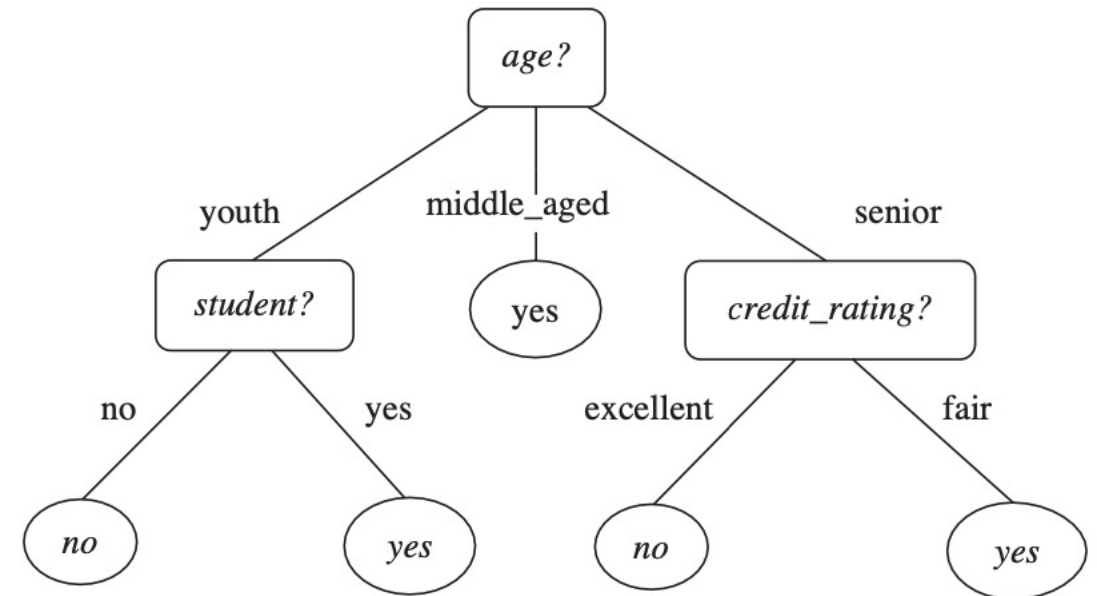 age?
youth
middle_aged
senior
student?
yes
credit_rating?
no
yes
excellent
fair
no
yes
no
yes